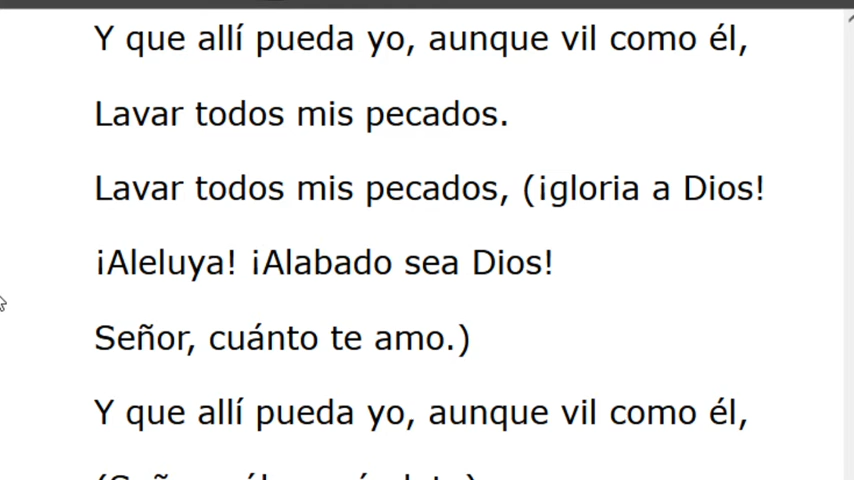 Y que allí pueda yo, aunque vil como él,
Lavar todos mis pecados.
Lavar todos mis pecados, (¡gloria a Dios!
¡Aleluya! ¡Alabado sea Dios!
Señor, cuánto te amo.)
Y que allí pueda yo, aunque vil como él,